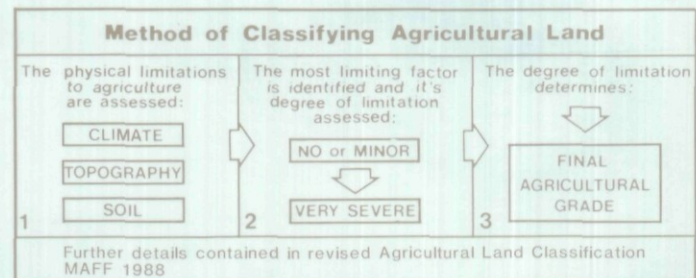 Method of Classifying Agricultural Land
The physical limitations
to agriculture
are assessed:
CLIMATE
TOPOGRAPHY
SOIL
1
The most limiting factor
is identified and it's
degree of limitation
assessed:
NO or MINOR
VERY SEVERE
2
The degree of limitation
determines:
FINAL
AGRICULTURAL
GRADE
3
Further details contained in revised Agricultural Land Classification
MAFF 1988